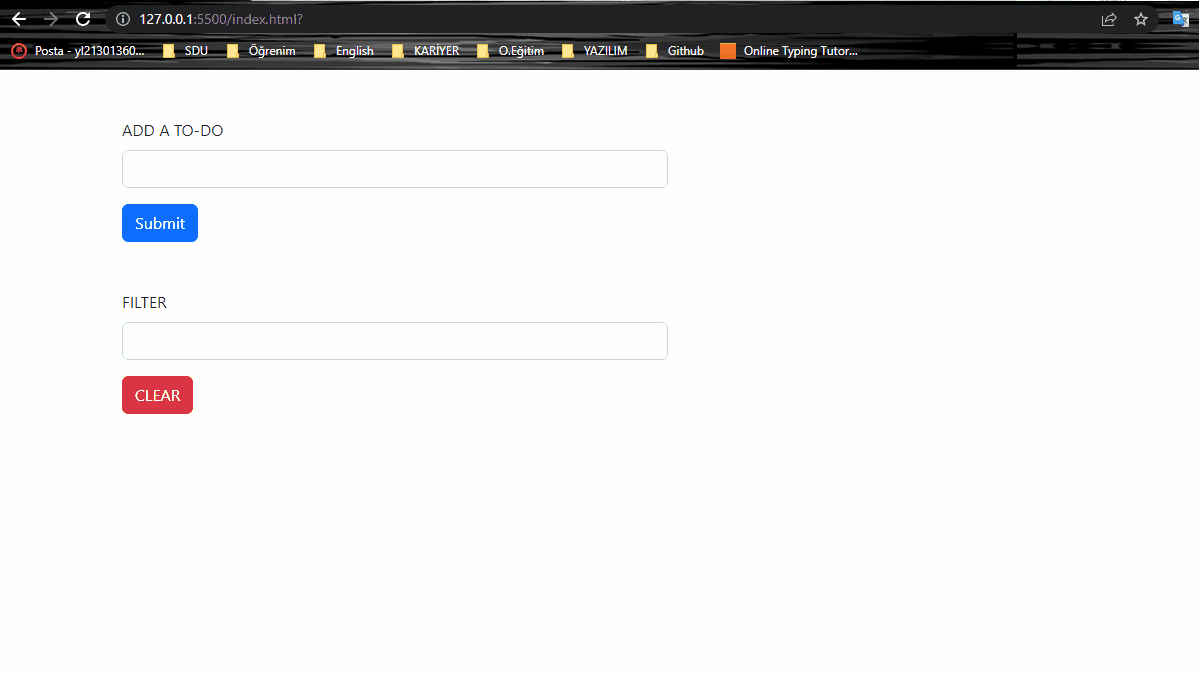 127.0.0.1:5500/index.html?
Posta - yl21301360... SDU Öğrenim English KARİYER O.Eğitim YAZILIM Github Online Typing Tutor...
ADD A TO-DO
Submit
FILTER
CLEAR